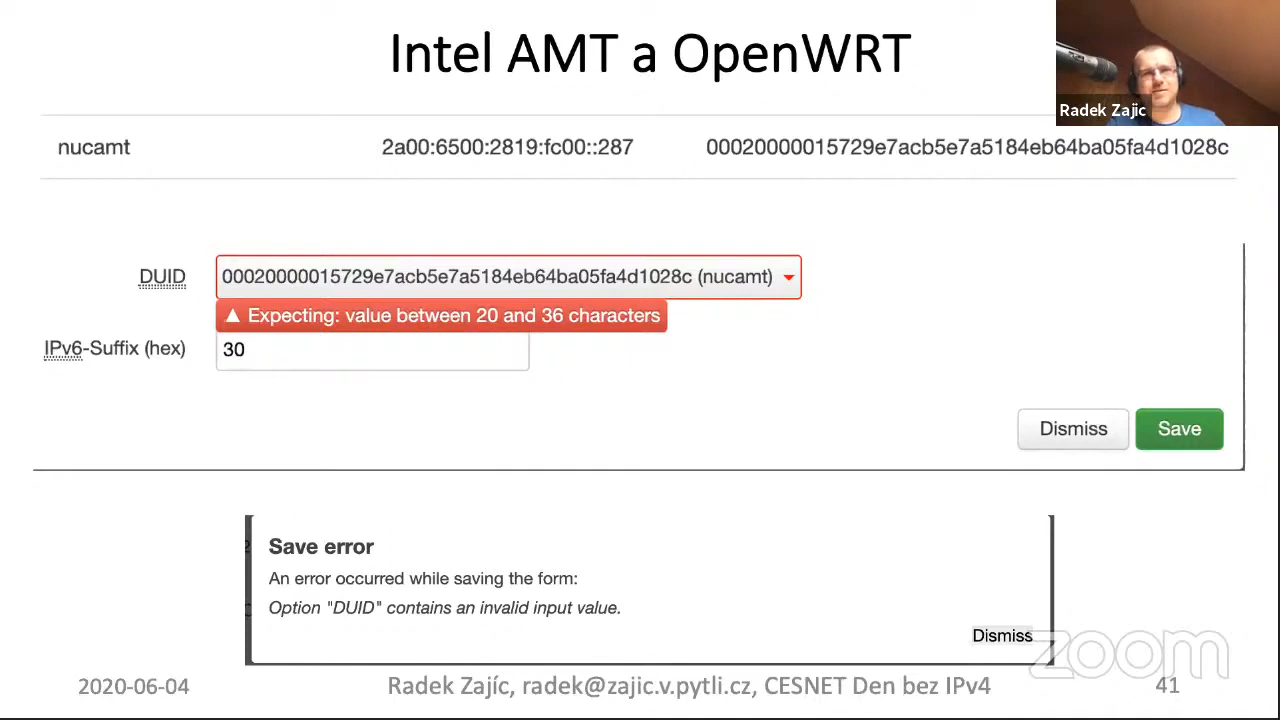 Intel AMT a OpenWRT
Radek Zajic
nucamt 2a00:6500:2819:fc00::287 00020000015729e7acb5e7a5184eb64ba05fa4d1028c
DUID 00020000015729e7acb5e7a5184eb64ba05fa4d1028c (nucamt)
Expecting: value between 20 and 36 characters
IPv6-Suffix (hex) 30
Dismiss Save
Save error
An error occurred while saving the form:
Option "DUID" contains an invalid input value.
Dismiss
zoom
2020-06-04 Radek Zajíc, radek@zajic.v.pytli.cz, CESNET Den bez IPv4 41